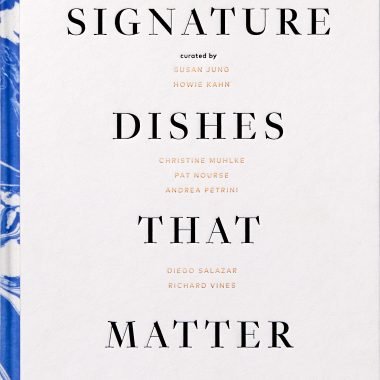 SIGNATURE
curated by
SUSAN JUNG
HOWIE KAHN
DISHES
CHRISTINE MUHLKE
PAT NOURSE
ANDREA PETRINI
THAT
DIEGO SALAZAR
RICHARD VINES
MATTER